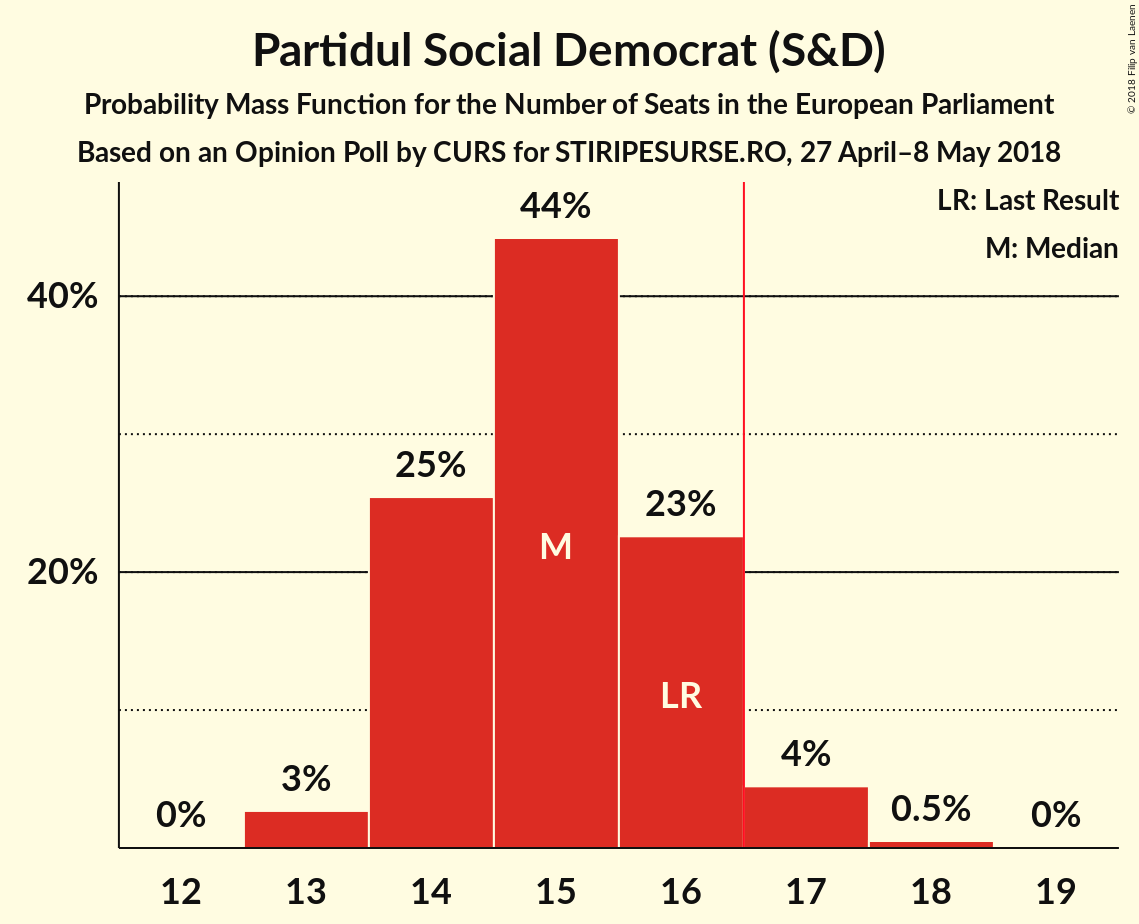 Partidul Social Democrat (S&D)
Probability Mass Function for the Number of Seats in the European Parliament
Based on an Opinion Poll by CURS for STIRIPESURSE.RO, 27 April–8 May 2018
© 2018 Filip van Laenen
LR: Last Result
M: Median
40%
20%
0%
3%
25%
44%
23%
4%
0.5%
0%
M
LR
12 13 14 15 16 17 18 19